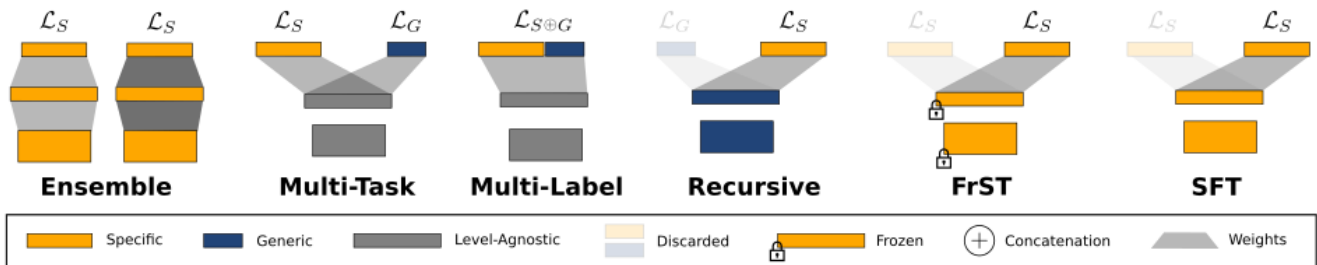 ℒ_S ℒ_S ℒ_S ℒ_G ℒ_{S⊕G} ℒ_G ℒ_S ℒ_S ℒ_S ℒ_S ℒ_S
Ensemble Multi-Task Multi-Label Recursive FrST SFT
Specific Generic Level-Agnostic Discarded Frozen Concatenation Weights